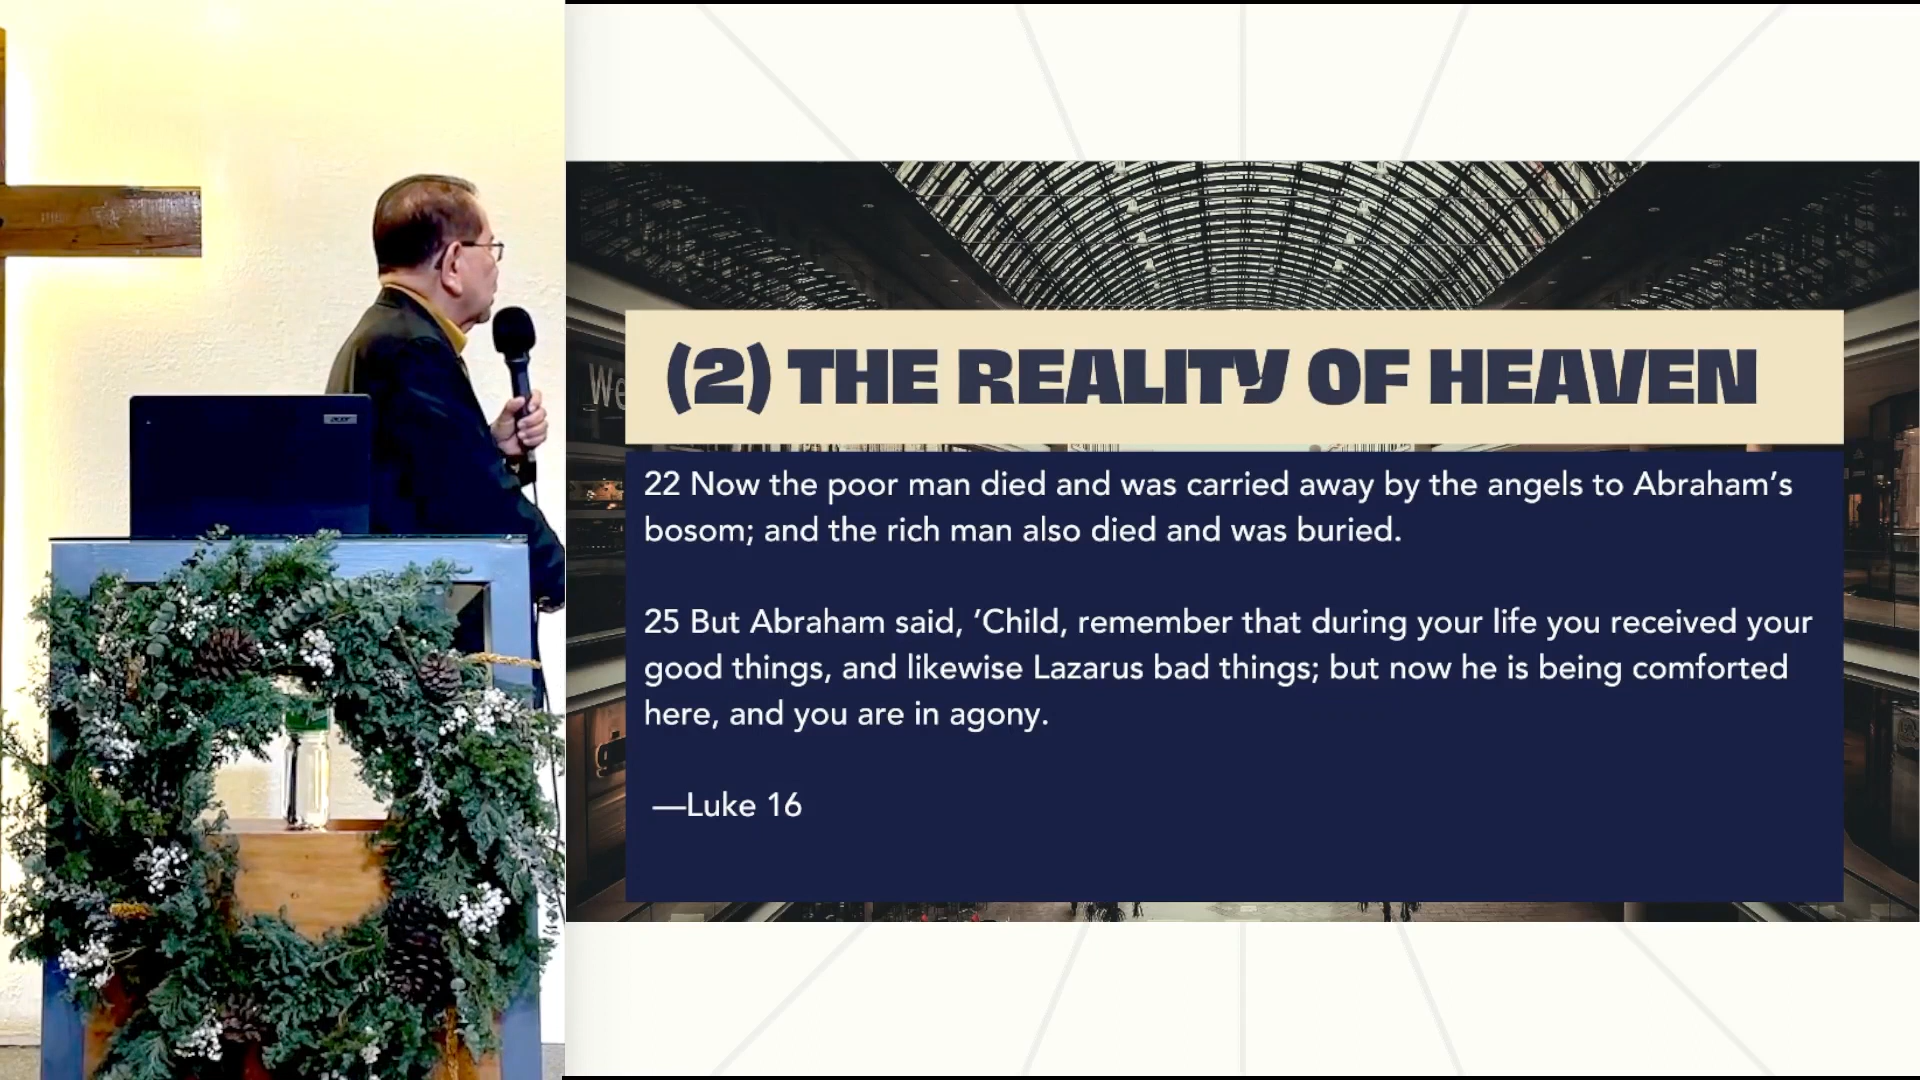 (2) THE REALITY OF HEAVEN
22 Now the poor man died and was carried away by the angels to Abraham’s
bosom; and the rich man also died and was buried.
25 But Abraham said, ‘Child, remember that during your life you received your
good things, and likewise Lazarus bad things; but now he is being comforted
here, and you are in agony.
—Luke 16
acer
We